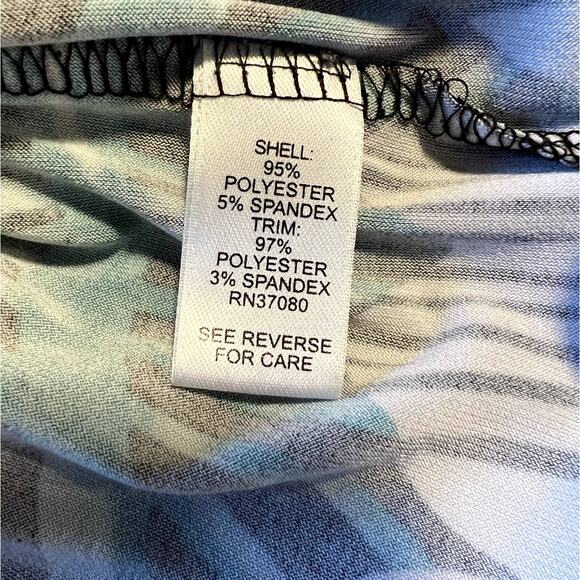 SHELL:
95%
POLYESTER
5% SPANDEX
TRIM:
97%
POLYESTER
3% SPANDEX
RN37080
SEE REVERSE
FOR CARE